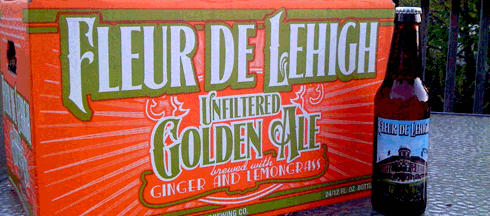 FLEUR DE LEHIGH
UNFILTERED
GOLDEN ALE
brewed with
GINGER AND LEMONGRASS
24/12 FL. OZ. BOTTL
BREWING CO.
FLEUR DE LEHIGH